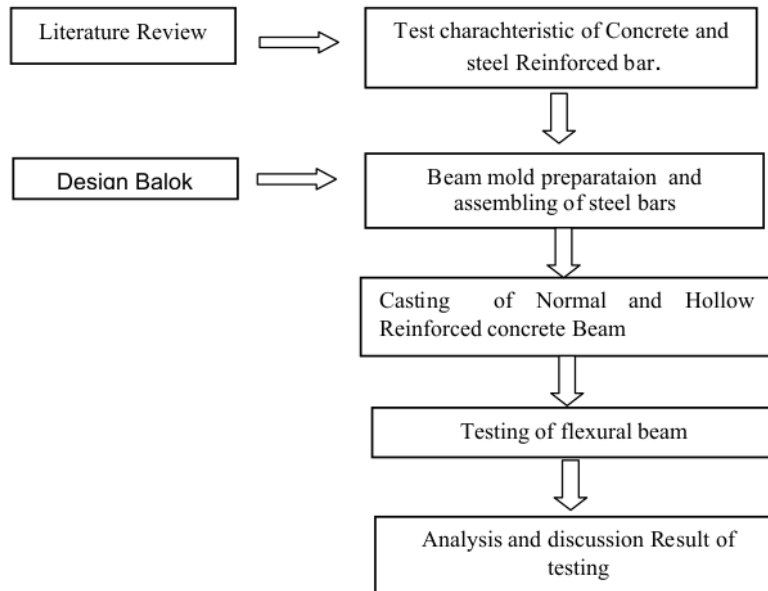 Literature Review
Test charachteristic of Concrete and
steel Reinforced bar.
Design Balok
Beam mold preparataion and
assembling of steel bars
Casting of Normal and Hollow
Reinforced concrete Beam
Testing of flexural beam
Analysis and discussion Result of
testing